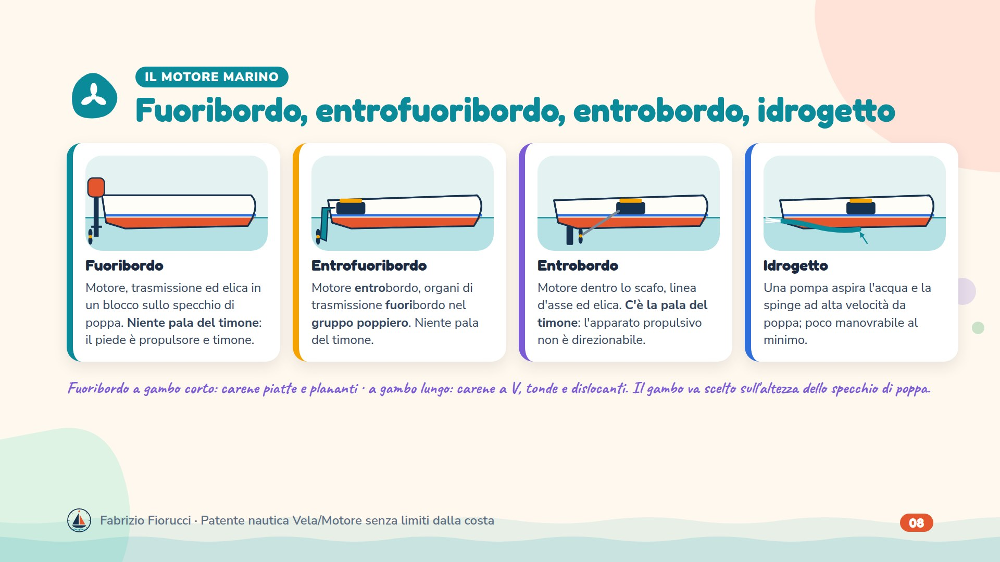 IL MOTORE MARINO
Fuoribordo, entrofuoribordo, entrobordo, idrogetto
Fuoribordo
Motore, trasmissione ed elica in
un blocco sullo specchio di
poppa. Niente pala del timone:
il piede è propulsore e timone.
Entrofuoribordo
Motore entrobordo, organi di
trasmissione fuoribordo nel
gruppo poppiero. Niente pala
del timone.
Entrobordo
Motore dentro lo scafo, linea
d'asse ed elica. C'è la pala del
timone: l'apparato propulsivo
non è direzionabile.
Idrogetto
Una pompa aspira l'acqua e la
spinge ad alta velocità da
poppa; poco manovrabile al
minimo.
Fuoribordo a gambo corto: carene piatte e plananti · a gambo lungo: carene a V, tonde e dislocanti. Il gambo va scelto sull'altezza dello specchio di poppa.
Fabrizio Fiorucci · Patente nautica Vela/Motore senza limiti dalla costa
08